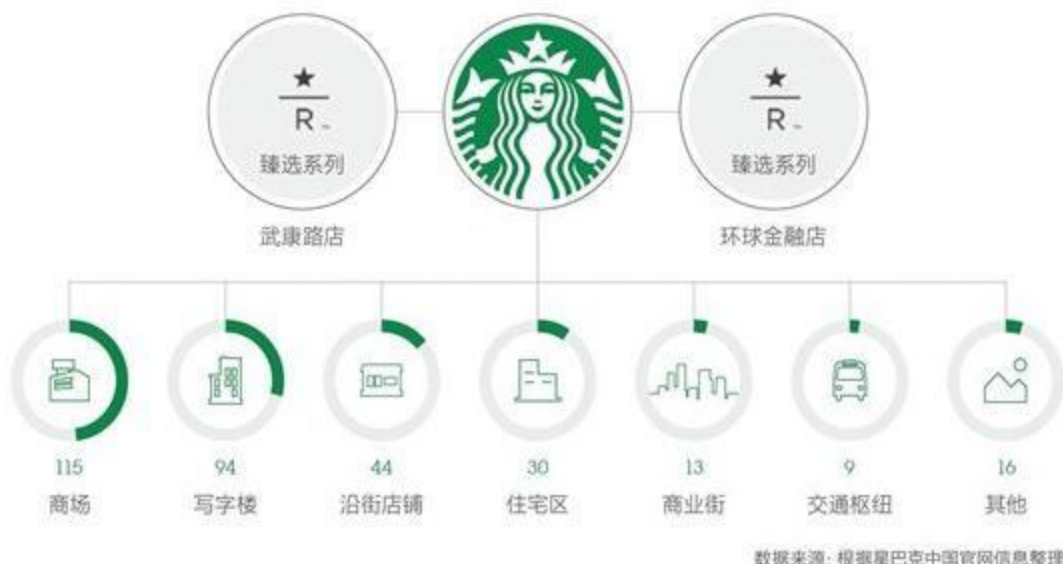 R™
臻选系列
R™
臻选系列
武康路店
环球金融店
115
94
44
30
13
9
16
商场
写字楼
沿街店铺
住宅区
商业街
交通枢纽
其他
数据来源: 根据星巴克中国官网信息整理